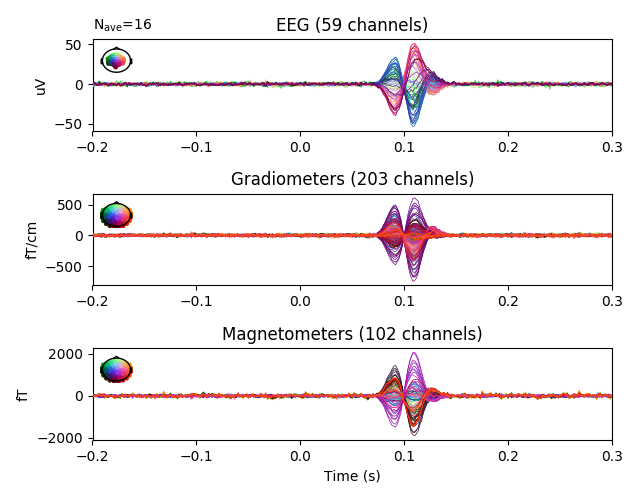 N_ave=16
EEG (59 channels)
50
0
−50
uV
−0.2 −0.1 0.0 0.1 0.2 0.3
Gradiometers (203 channels)
500
0
−500
fT/cm
−0.2 −0.1 0.0 0.1 0.2 0.3
Magnetometers (102 channels)
2000
0
−2000
fT
−0.2 −0.1 0.0 0.1 0.2 0.3
Time (s)